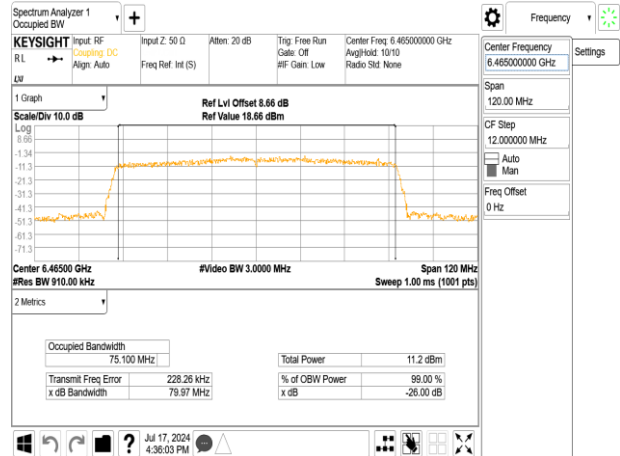 Spectrum Analyzer 1
Occupied BW
+
Frequency
KEYSIGHT Input: RF Input Z: 50 Ω Atten: 20 dB Trig: Free Run Center Freq: 6.465000000 GHz
RL Coupling: DC Gate: Off Avg|Hold: 10/10
Align: Auto Freq Ref: Int (S) #IF Gain: Low Radio Std: None
LXI
Center Frequency
6.465000000 GHz
Settings
Span
120.00 MHz
CF Step
12.000000 MHz
Auto
Man
Freq Offset
0 Hz
1 Graph
Ref Lvl Offset 8.66 dB
Scale/Div 10.0 dB Ref Value 18.66 dBm
Log
8.66
-1.34
-11.3
-21.3
-31.3
-41.3
-51.3
-61.3
-71.3
Center 6.46500 GHz #Video BW 3.0000 MHz Span 120 MHz
#Res BW 910.00 kHz Sweep 1.00 ms (1001 pts)
2 Metrics
Occupied Bandwidth
75.100 MHz Total Power 11.2 dBm
Transmit Freq Error 228.26 kHz % of OBW Power 99.00 %
x dB Bandwidth 79.97 MHz x dB -26.00 dB
? Jul 17, 2024
4:36:03 PM